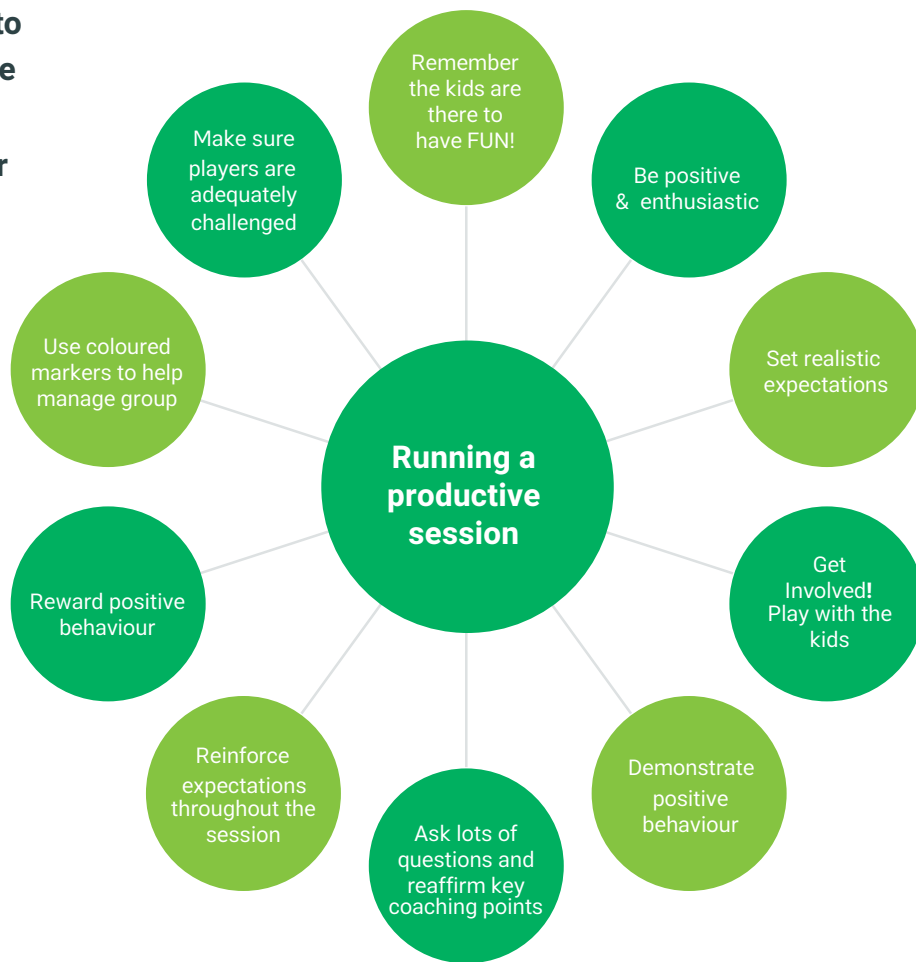 to
e
r
Remember
the kids are
there to
have FUN!
Be positive
& enthusiastic
Set realistic
expectations
Get
Involved!
Play with the
kids
Demonstrate
positive
behaviour
Ask lots of
questions and
reaffirm key
coaching points
Reinforce
expectations
throughout the
session
Reward positive
behaviour
Use coloured
markers to help
manage group
Make sure
players are
adequately
challenged
Running a
productive
session